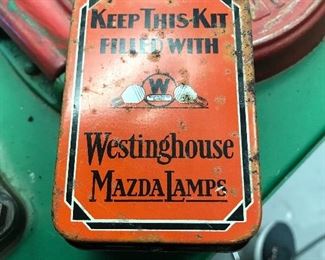 KEEP THIS-KIT
FILLED WITH
W
Westinghouse
MAZDA LAMPS